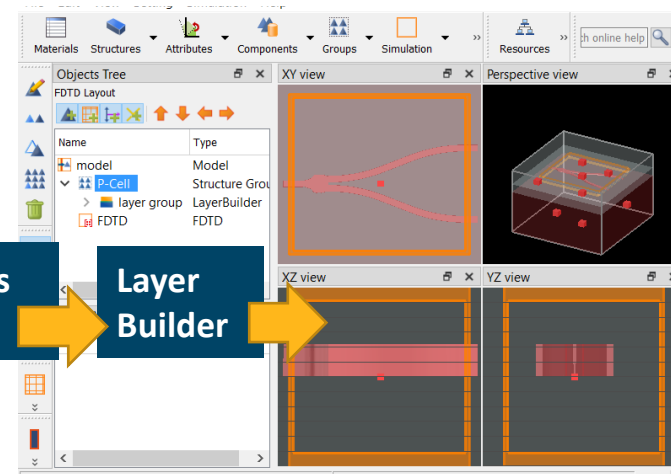 Materials Structures Attributes Components Groups Simulation Resources
h online help
Objects Tree
XY view
Perspective view
FDTD Layout
Name Type
model Model
P-Cell Structure Grou
layer group LayerBuilder
FDTD FDTD
s
Layer
Builder
XZ view
YZ view